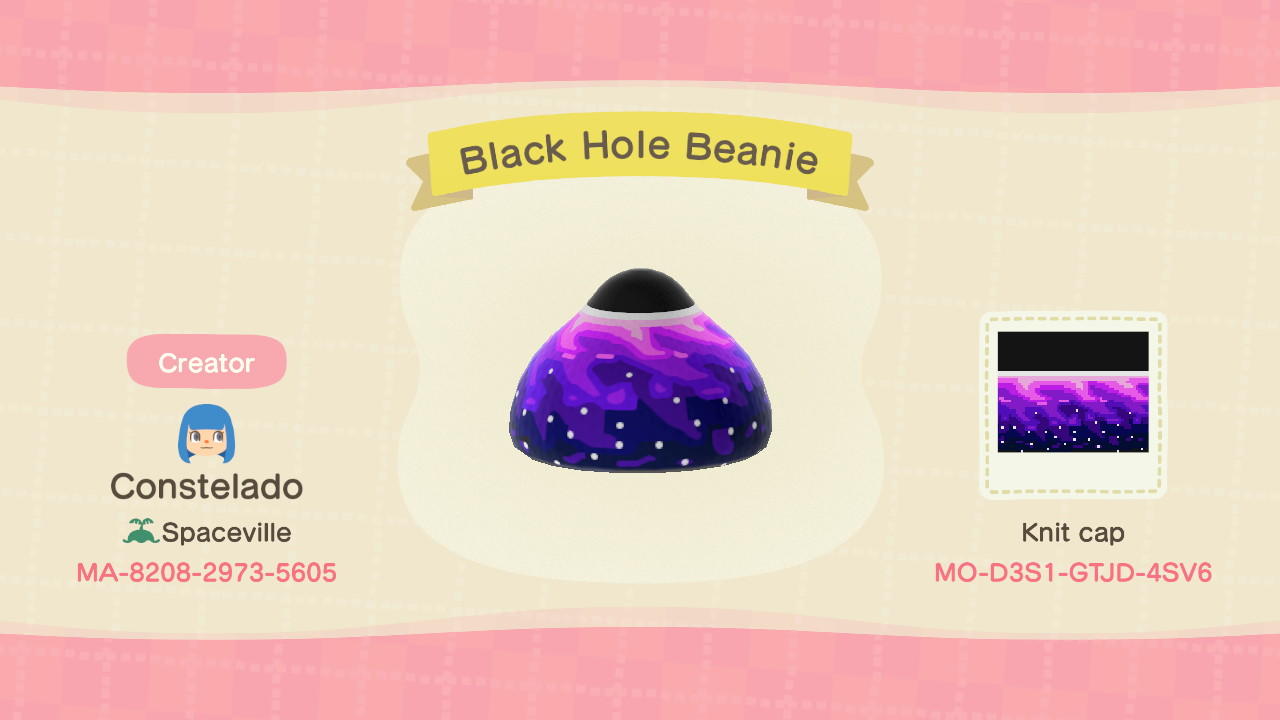 Black Hole Beanie
Creator
Constelado
Spaceville
MA-8208-2973-5605
Knit cap
MO-D3S1-GTJD-4SV6